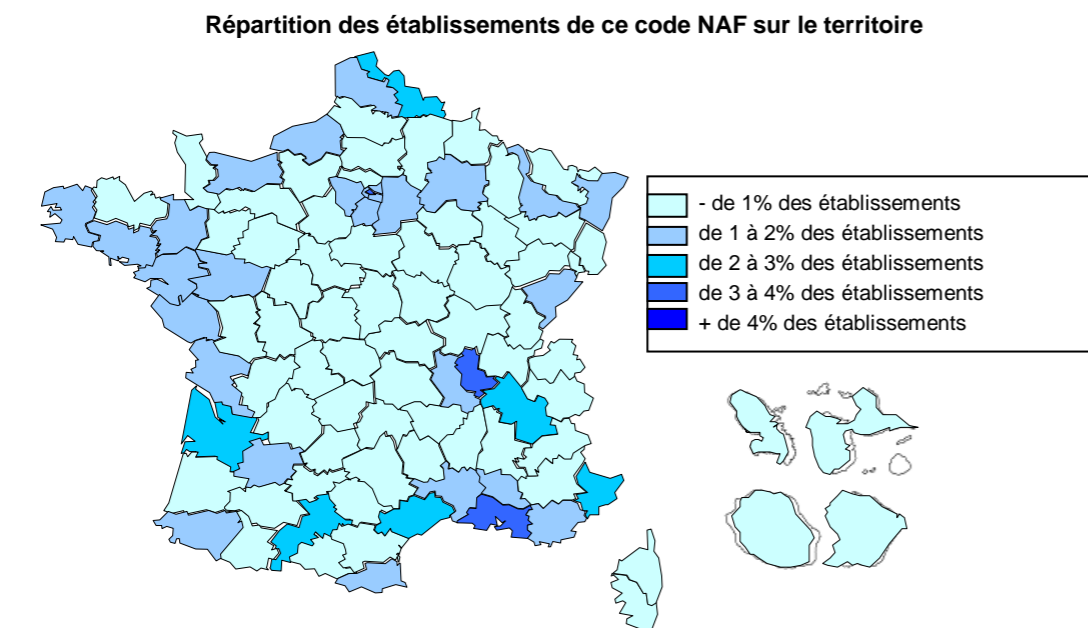 Répartition des établissements de ce code NAF sur le territoire
- de 1% des établissements
de 1 à 2% des établissements
de 2 à 3% des établissements
de 3 à 4% des établissements
+ de 4% des établissements